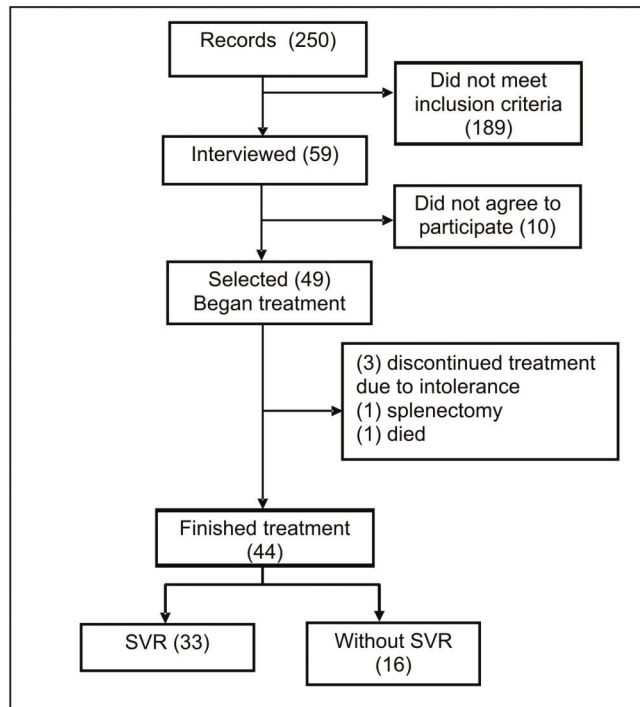 Records (250)
Did not meet
inclusion criteria
(189)
Interviewed (59)
Did not agree to
participate (10)
Selected (49)
Began treatment
(3) discontinued treatment
due to intolerance
(1) splenectomy
(1) died
Finished treatment
(44)
SVR (33)
Without SVR
(16)